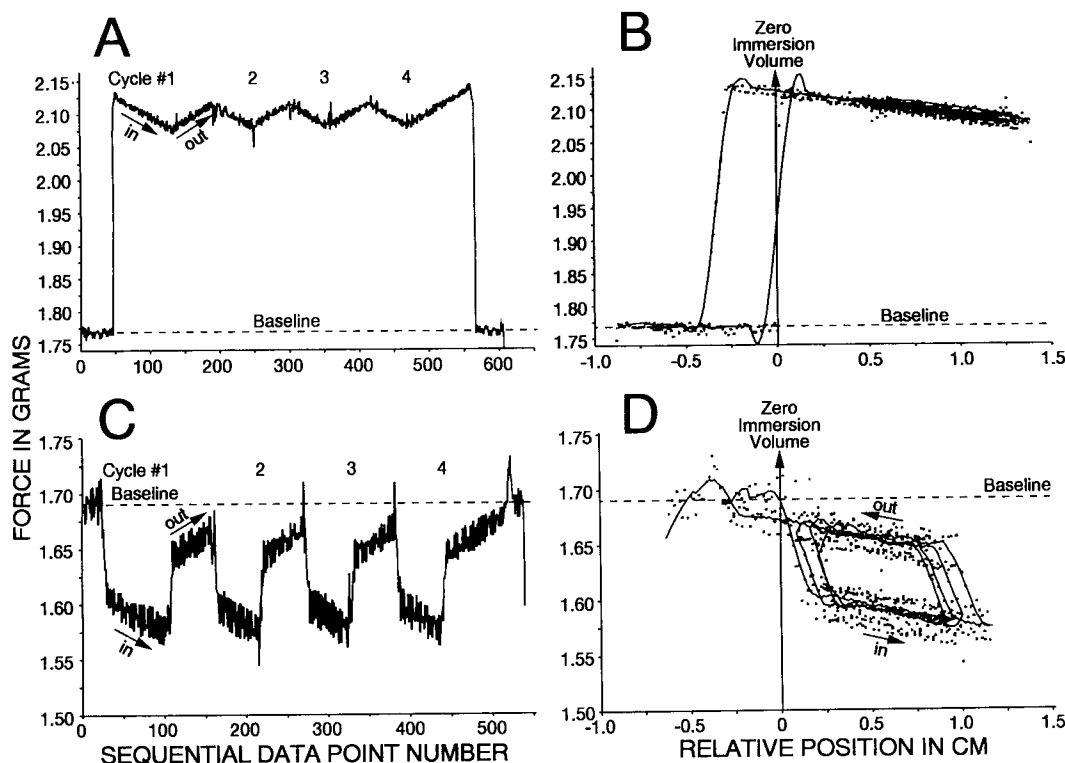 A
Cycle #1 2 3 4
in
out
Baseline
2.15
2.10
2.05
2.00
1.95
1.90
1.85
1.80
1.75
0 100 200 300 400 500 600
B
Zero
Immersion
Volume
Baseline
2.15
2.10
2.05
2.00
1.95
1.90
1.85
1.80
1.75
-1.0 -0.5 0 0.5 1.0 1.5
FORCE IN GRAMS
C
Cycle #1 2 3 4
Baseline
out
in
1.75
1.70
1.65
1.60
1.55
1.50
0 100 200 300 400 500
SEQUENTIAL DATA POINT NUMBER
D
Zero
Immersion
Volume
Baseline
out
in
1.75
1.70
1.65
1.60
1.55
1.50
-1.0 -0.5 0 0.5 1.0 1.5
RELATIVE POSITION IN CM